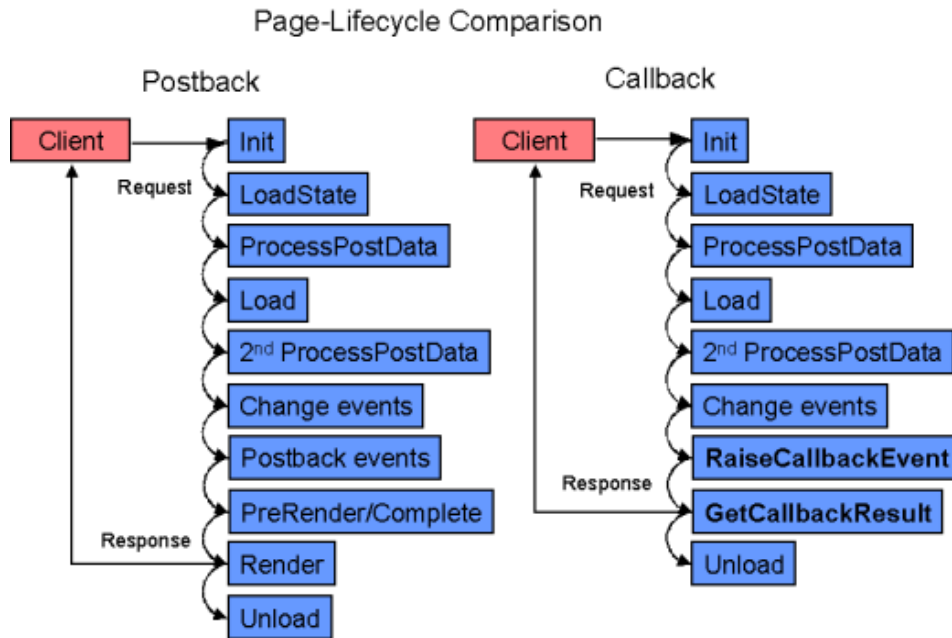 Page-Lifecycle Comparison
Postback
Client
Init
Request
LoadState
ProcessPostData
Load
2nd ProcessPostData
Change events
Postback events
PreRender/Complete
Response
Render
Unload
Callback
Client
Init
Request
LoadState
ProcessPostData
Load
2nd ProcessPostData
Change events
RaiseCallbackEvent
Response
GetCallbackResult
Unload